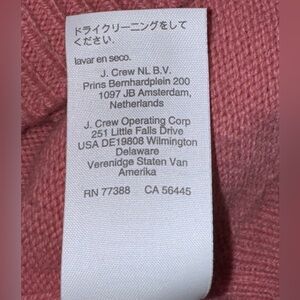 ドライクリーニングをして
ください.
lavar en seco.
J. Crew NL B.V.
Prins Bernhardplein 200
1097 JB Amsterdam,
Netherlands
J. Crew Operating Corp
251 Little Falls Drive
USA DE19808 Wilmington
Delaware
Verenidge Staten Van
Amerika
RN 77388 CA 56445